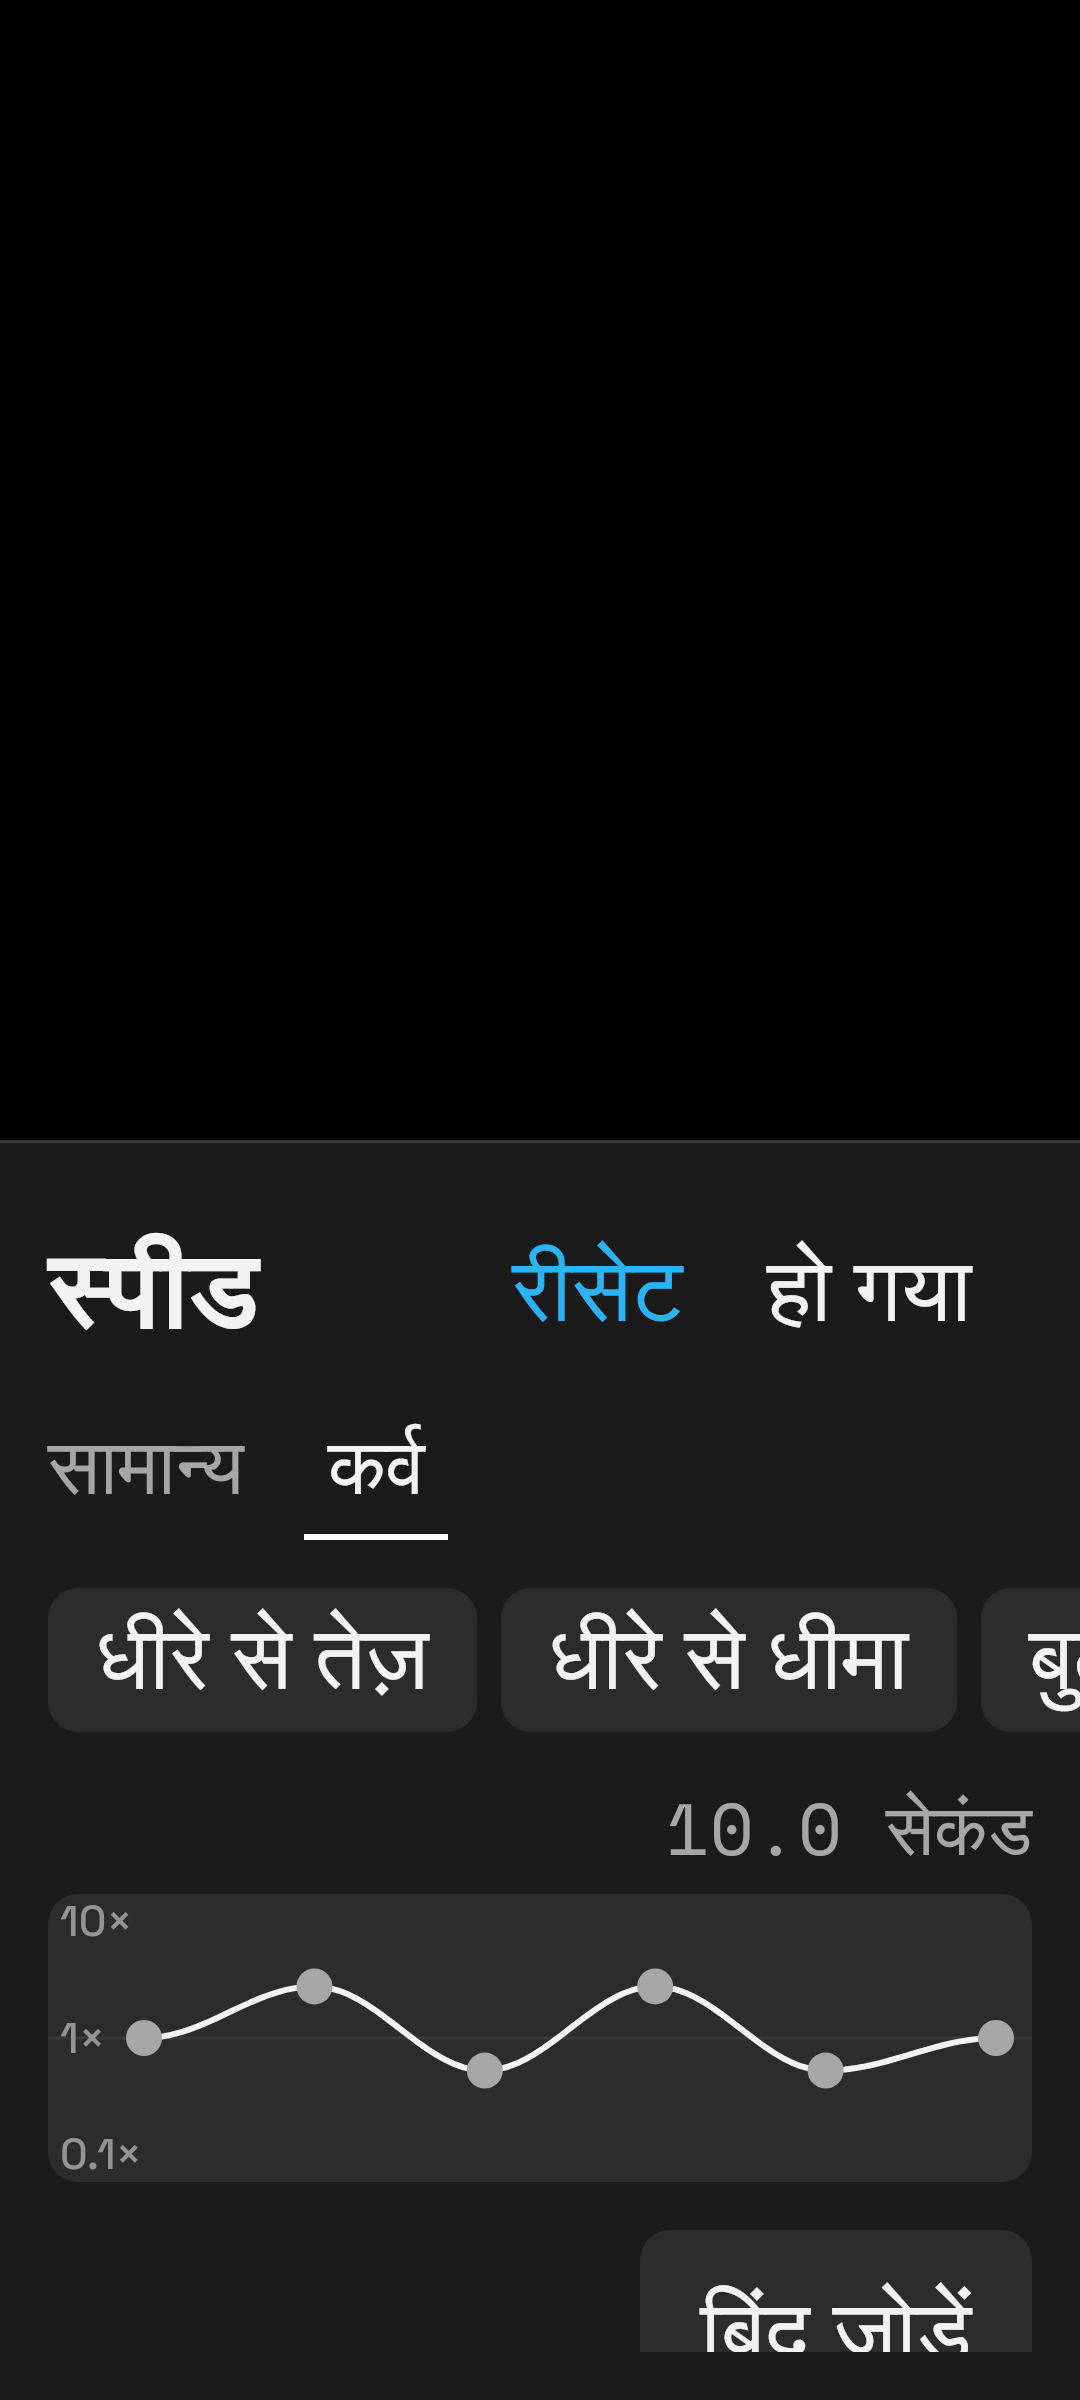 स्पीड रीसेट हो गया
सामान्य कर्व
धीरे से तेज़ धीरे से धीमा
10.0 सेकंड
10×
1×
0.1×
बिंदु जोड़ें